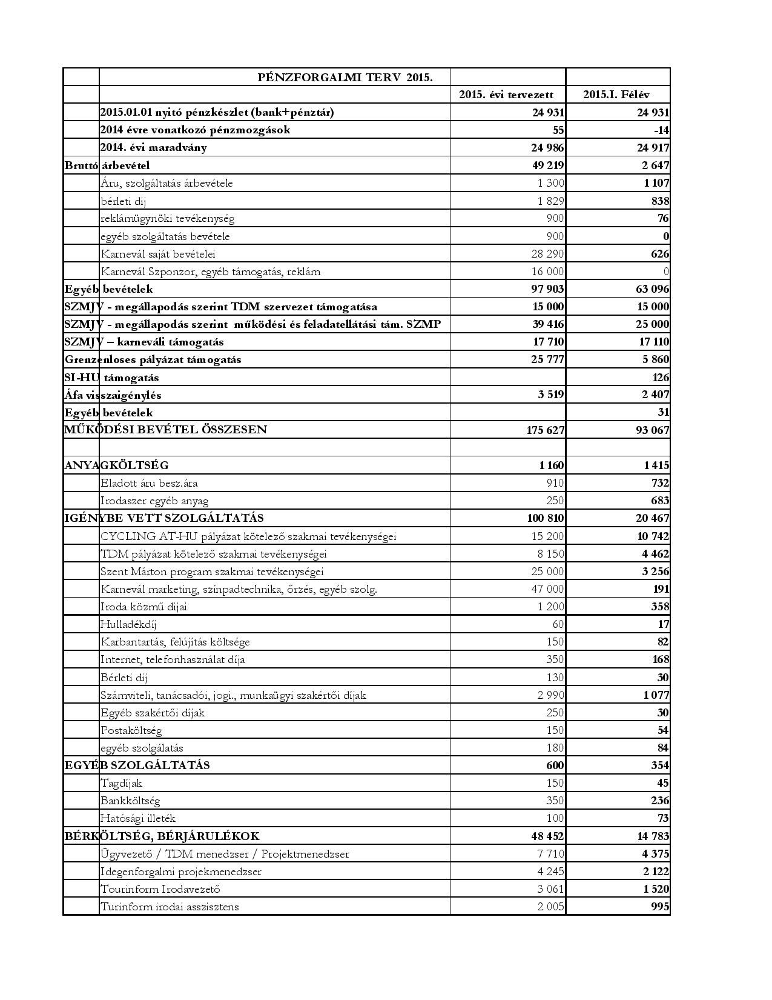 PÉNZFORGALMI TERV 2015.
2015. évi tervezett 2015.I. Félév
2015.01.01 nyitó pénzkészlet (bank+pénztár) 24 931 24 931
2014 évre vonatkozó pénzmozgások 55 -14
2014. évi maradvány 24 986 24 917
Bruttó árbevétel 49 219 2 647
Áru, szolgáltatás árbevétele 1 300 1 107
bérleti dij 1 829 838
reklámügynöki tevékenység 900 76
egyéb szolgáltatás bevétele 900 0
Karnevál saját bevételei 28 290 626
Karnevál Szponzor, egyéb támogatás, reklám 16 000 0
Egyéb bevételek 97 903 63 096
SZMJV - megállapodás szerint TDM szervezet támogatása 15 000 15 000
SZMJV - megállapodás szerint működési és feladatellátási tám. SZMP 39 416 25 000
SZMJV – karneváli támogatás 17 710 17 110
Grenzenloses pályázat támogatás 25 777 5 860
SI-HU támogatás 126
Áfa visszaigénylés 3 519 2 407
Egyéb bevételek 31
MŰKÖDÉSI BEVÉTEL ÖSSZESEN 175 627 93 067
ANYAGKÖLTSÉG 1 160 1 415
Eladott áru besz.ára 910 732
Irodaszer egyéb anyag 250 683
IGÉNYBE VETT SZOLGÁLTATÁS 100 810 20 467
CYCLING AT-HU pályázat kötelező szakmai tevékenységei 15 200 10 742
TDM pályázat kötelező szakmai tevékenységei 8 150 4 462
Szent Márton program szakmai tevékenységei 25 000 3 256
Karnevál marketing, színpadtechnika, őrzés, egyéb szolg. 47 000 191
Iroda közmű dijai 1 200 358
Hulladékdíj 60 17
Karbantartás, felújítás költsége 150 82
Internet, telefonhasználat díja 350 168
Bérleti dij 130 30
Számviteli, tanácsadói, jogi., munkaügyi szakértői díjak 2 990 1 077
Egyéb szakértői díjak 250 30
Postaköltség 150 54
egyéb szolgálatás 180 84
EGYÉB SZOLGÁLTATÁS 600 354
Tagdíjak 150 45
Bankköltség 350 236
Hatósági illeték 100 73
BÉRKÖLTSÉG, BÉRJÁRULÉKOK 48 452 14 783
Ügyvezető / TDM menedzser / Projektmenedzser 7 710 4 375
Idegenforgalmi projekmenedzser 4 245 2 122
Tourinform Irodavezető 3 061 1 520
Turinform irodai asszisztens 2 005 995